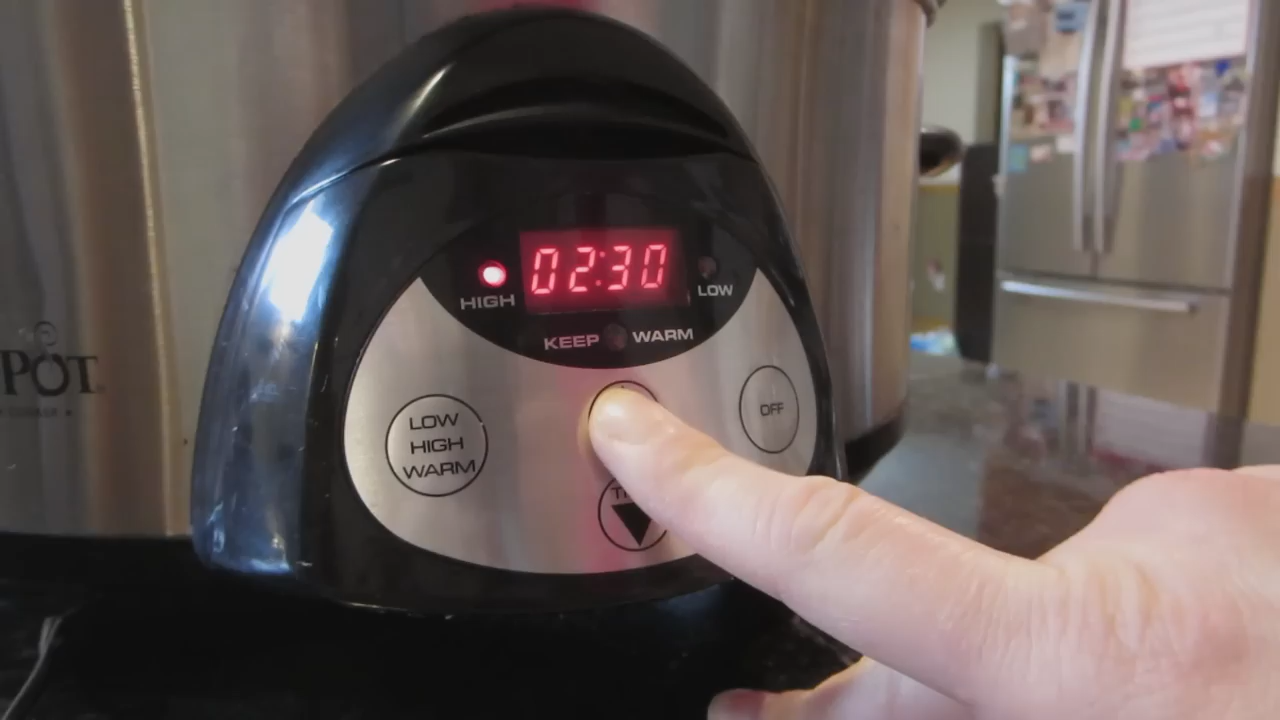 02:30
HIGH
LOW
KEEP WARM
POT
LOW
HIGH
WARM
OFF